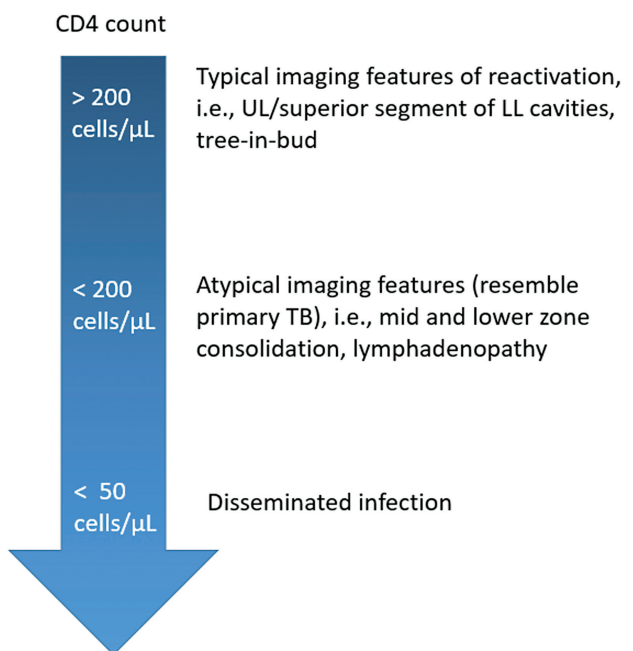 CD4 count
> 200
cells/µL
Typical imaging features of reactivation,
i.e., UL/superior segment of LL cavities,
tree-in-bud
< 200
cells/µL
Atypical imaging features (resemble
primary TB), i.e., mid and lower zone
consolidation, lymphadenopathy
< 50
cells/µL
Disseminated infection